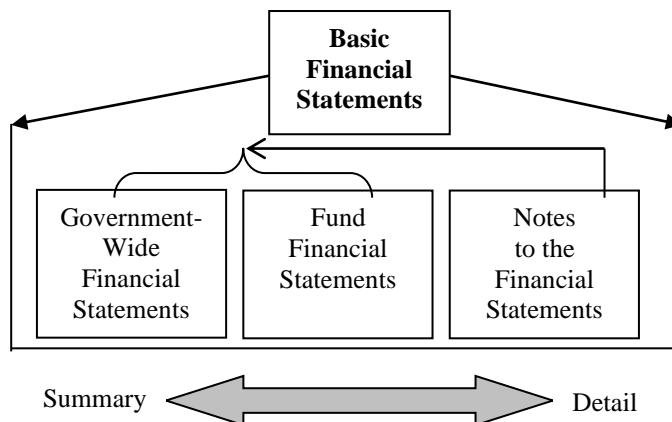 Basic
Financial
Statements
Government-
Wide
Financial
Statements
Fund
Financial
Statements
Notes
to the
Financial
Statements
Summary
Detail